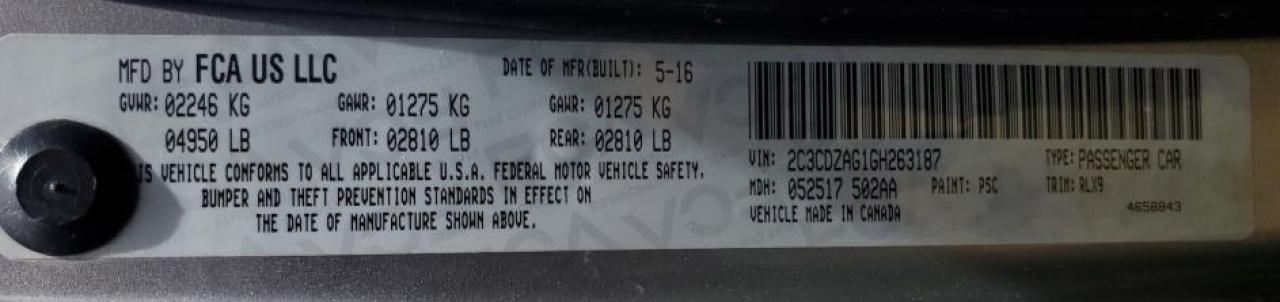 MFD BY FCA US LLC DATE OF MFR(BUILT): 5-16
GVWR: 02246 KG GAWR: 01275 KG GAWR: 01275 KG
04950 LB FRONT: 02810 LB REAR: 02810 LB
IS VEHICLE CONFORMS TO ALL APPLICABLE U.S.A. FEDERAL MOTOR VEHICLE SAFETY,
BUMPER AND THEFT PREVENTION STANDARDS IN EFFECT ON
THE DATE OF MANUFACTURE SHOWN ABOVE.
VIN: 2C3CDZAG1GH263187 TYPE: PASSENGER CAR
MDH: 052517 502AA PAINT: PSC TRIM: RLX9
VEHICLE MADE IN CANADA 4658843